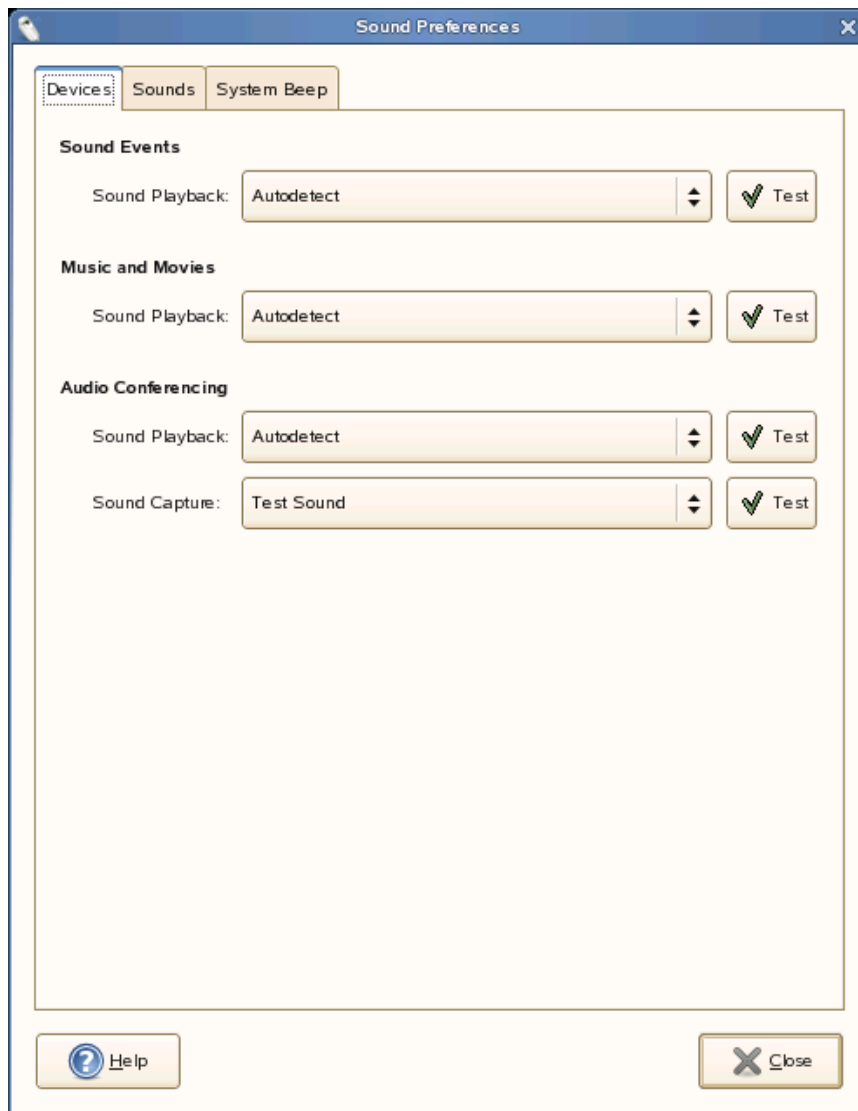 Sound Preferences
Devices Sounds System Beep
Sound Events
Sound Playback: Autodetect Test
Music and Movies
Sound Playback: Autodetect Test
Audio Conferencing
Sound Playback: Autodetect Test
Sound Capture: Test Sound Test
Help Close